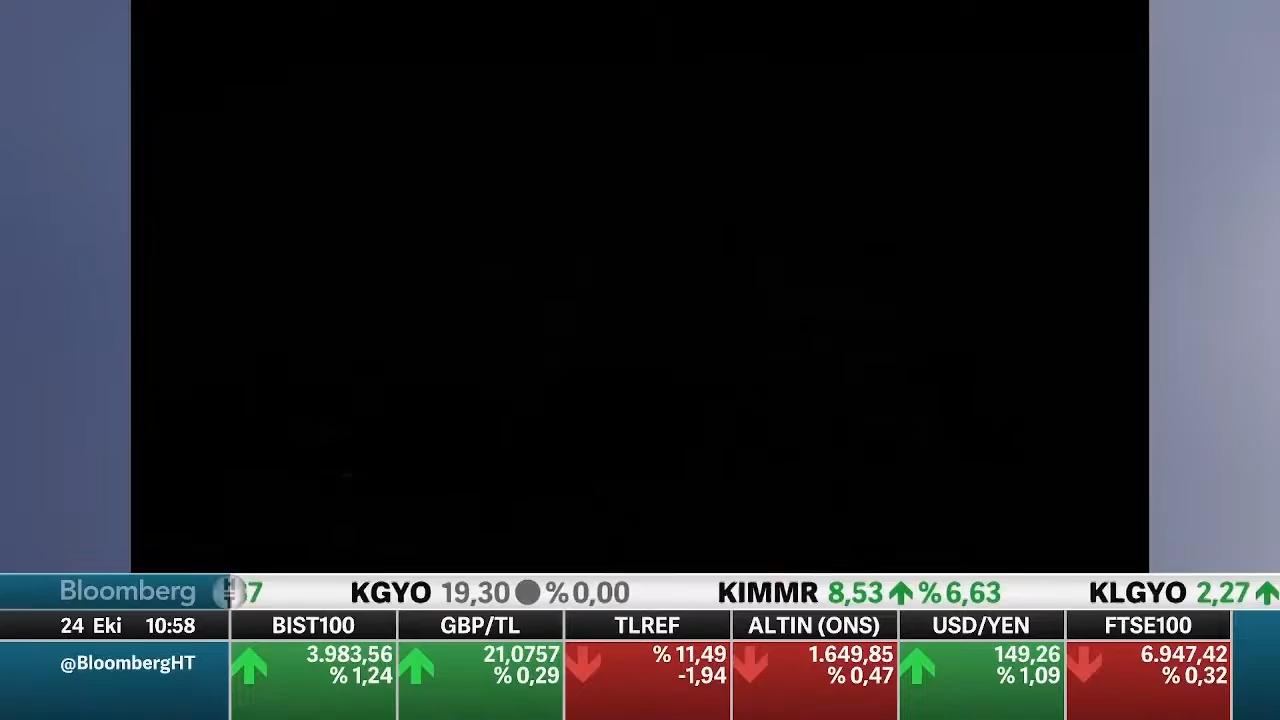 Bloomberg H 7 KGYO 19,30 %0,00 KIMMR 8,53 %6,63 KLGYO 2,27
24 Eki 10:58 BIST100 GBP/TL TLREF ALTIN (ONS) USD/YEN FTSE100
@BloombergHT 3.983,56 21,0757 % 11,49 1.649,85 149,26 6.947,42
% 1,24 % 0,29 -1,94 % 0,47 % 1,09 % 0,32